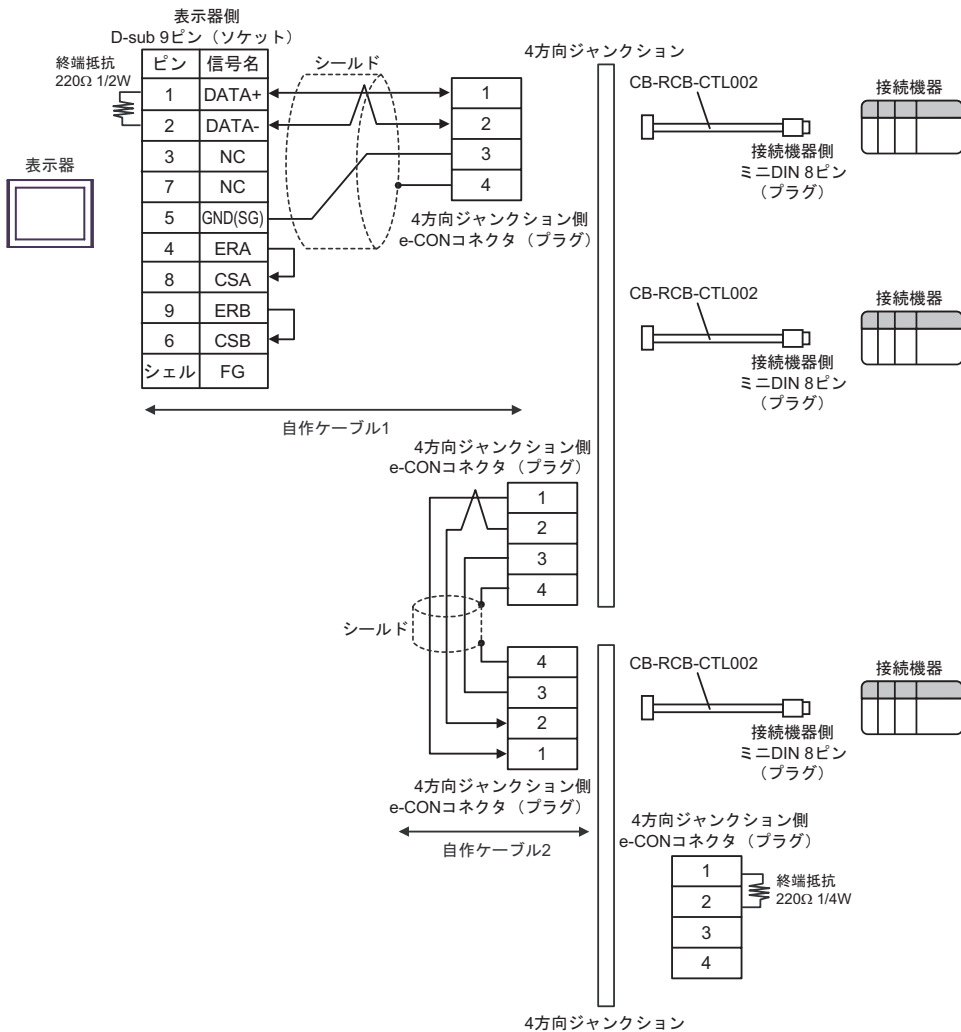 表示器側
D-sub 9ピン（ソケット）
終端抵抗
220Ω 1/2W
ピン 信号名
1 DATA+
2 DATA-
3 NC
7 NC
5 GND(SG)
4 ERA
8 CSA
9 ERB
6 CSB
シェル FG
表示器
シールド
1
2
3
4
4方向ジャンクション側
e-CONコネクタ（プラグ）
自作ケーブル1
4方向ジャンクション
CB-RCB-CTL002
接続機器側
ミニDIN 8ピン
（プラグ）
接続機器
CB-RCB-CTL002
接続機器側
ミニDIN 8ピン
（プラグ）
接続機器
4方向ジャンクション側
e-CONコネクタ（プラグ）
1
2
3
4
シールド
4
3
2
1
4方向ジャンクション側
e-CONコネクタ（プラグ）
自作ケーブル2
CB-RCB-CTL002
接続機器側
ミニDIN 8ピン
（プラグ）
接続機器
4方向ジャンクション側
e-CONコネクタ（プラグ）
1
2
3
4
終端抵抗
220Ω 1/4W
4方向ジャンクション